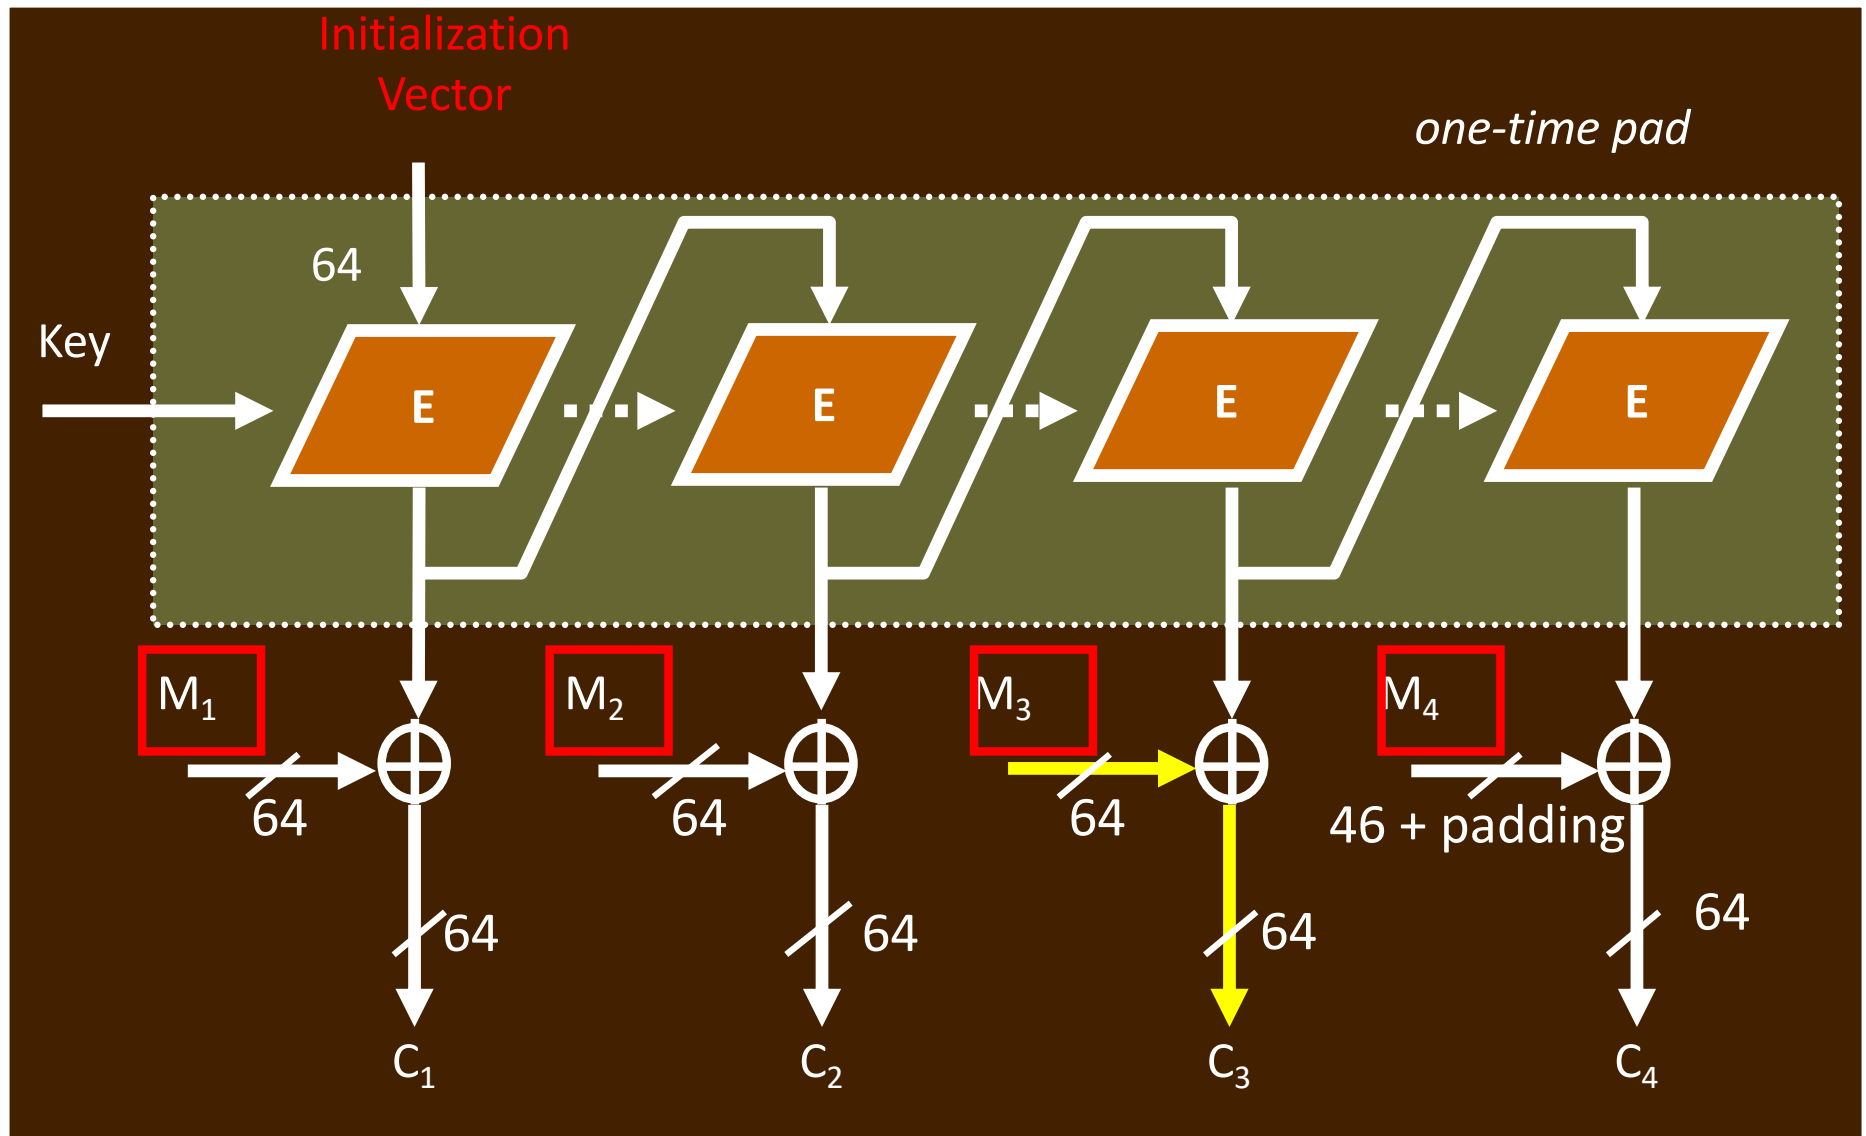 Initialization
Vector
one-time pad
64
Key
E
E
E
E
M1
M2
M3
M4
64
64
64
46 + padding
64
64
64
64
C1
C2
C3
C4